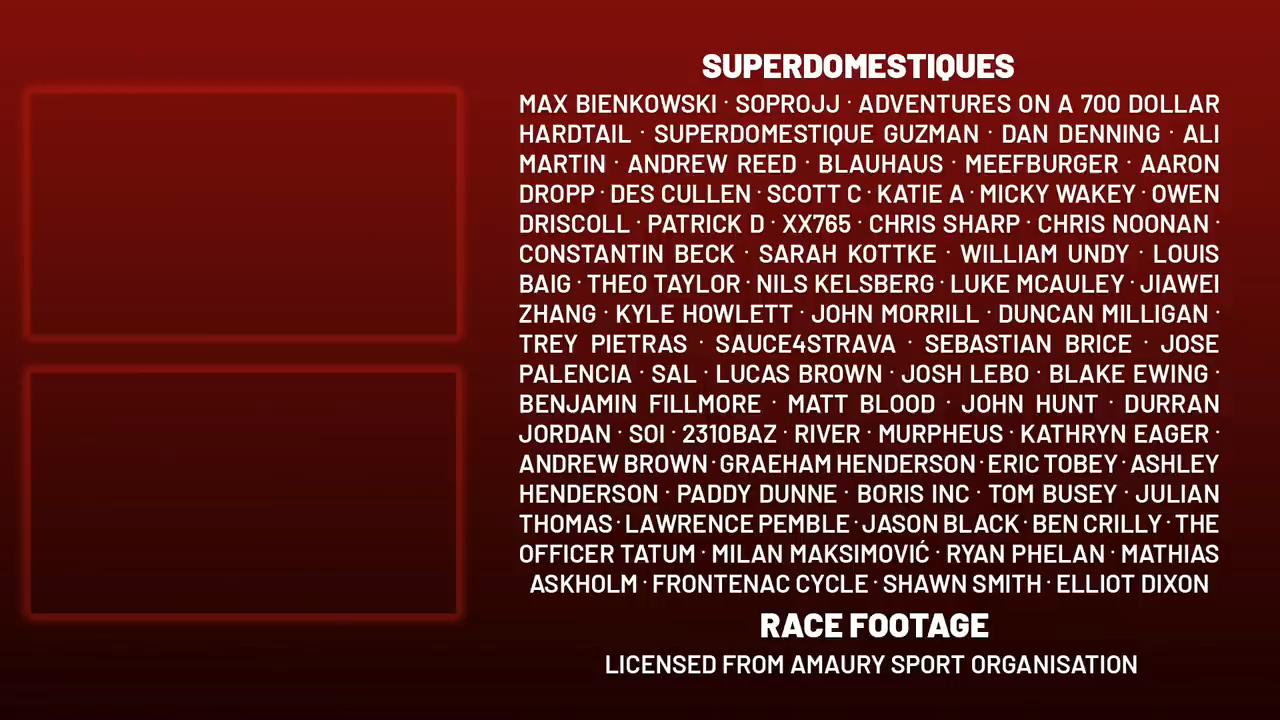 SUPERDOMESTIQUES
MAX BIENKOWSKI · SOPROJJ · ADVENTURES ON A 700 DOLLAR
HARDTAIL · SUPERDOMESTIQUE GUZMAN · DAN DENNING · ALI
MARTIN · ANDREW REED · BLAUHAUS · MEEFBURGER · AARON
DROPP · DES CULLEN · SCOTT C · KATIE A · MICKY WAKEY · OWEN
DRISCOLL · PATRICK D · XX765 · CHRIS SHARP · CHRIS NOONAN ·
CONSTANTIN BECK · SARAH KOTTKE · WILLIAM UNDY · LOUIS
BAIG · THEO TAYLOR · NILS KELSBERG · LUKE MCAULEY · JIAWEI
ZHANG · KYLE HOWLETT · JOHN MORRILL · DUNCAN MILLIGAN ·
TREY PIETRAS · SAUCE4STRAVA · SEBASTIAN BRICE · JOSE
PALENCIA · SAL · LUCAS BROWN · JOSH LEBO · BLAKE EWING ·
BENJAMIN FILLMORE · MATT BLOOD · JOHN HUNT · DURRAN
JORDAN · SOI · 2310BAZ · RIVER · MURPHEUS · KATHRYN EAGER ·
ANDREW BROWN · GRAEHAM HENDERSON · ERIC TOBEY · ASHLEY
HENDERSON · PADDY DUNNE · BORIS INC · TOM BUSEY · JULIAN
THOMAS · LAWRENCE PEMBLE · JASON BLACK · BEN CRILLY · THE
OFFICER TATUM · MILAN MAKSIMOVIĆ · RYAN PHELAN · MATHIAS
ASKHOLM · FRONTENAC CYCLE · SHAWN SMITH · ELLIOT DIXON
RACE FOOTAGE
LICENSED FROM AMAURY SPORT ORGANISATION